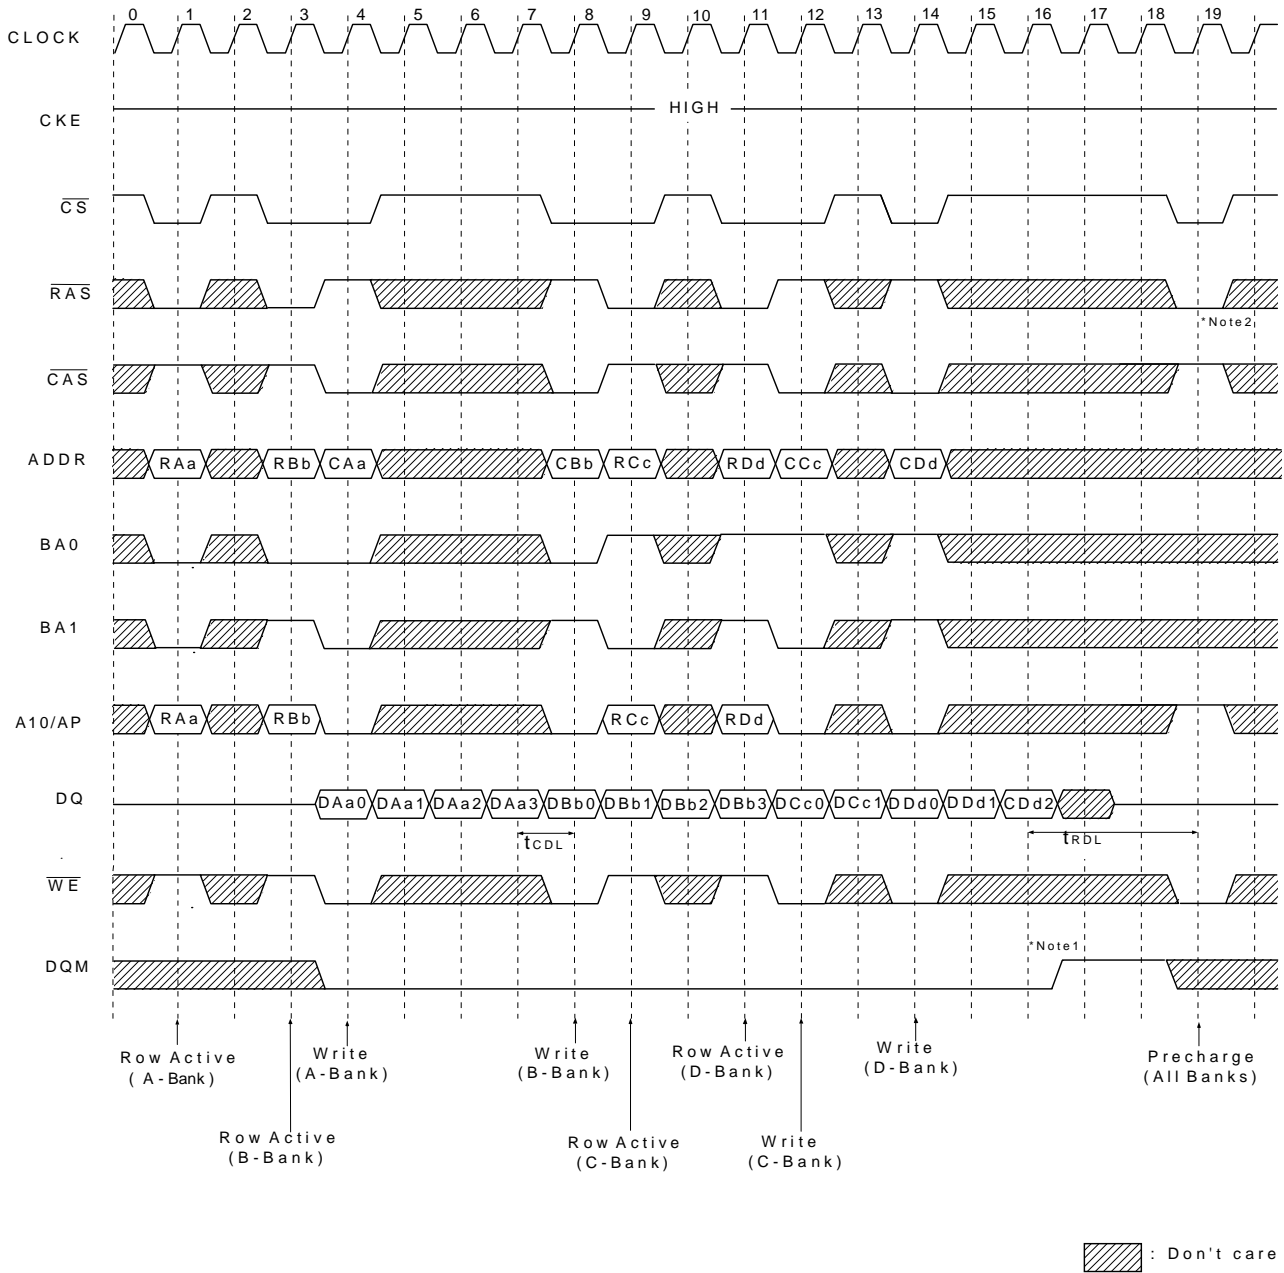 0 1 2 3 4 5 6 7 8 9 10 11 12 13 14 15 16 17 18 19
CLOCK
CKE HIGH
CS
RAS
*Note2
CAS
ADDR RAa RBb CAa CBb RCc RDd CCc CDd
BA0
BA1
A10/AP RAa RBb RCc RDd
DQ DAa0 DAa1 DAa2 DAa3 DBb0 DBb1 DBb2 DBb3 DCc0 DCc1 DDd0 DDd1 CDd2
tCDL tRDL
WE
*Note1
DQM
Row Active
(A-Bank)
Write
(A-Bank)
Write
(B-Bank)
Row Active
(D-Bank)
Write
(D-Bank)
Precharge
(All Banks)
Row Active
(B-Bank)
Row Active
(C-Bank)
Write
(C-Bank)
: Don't care